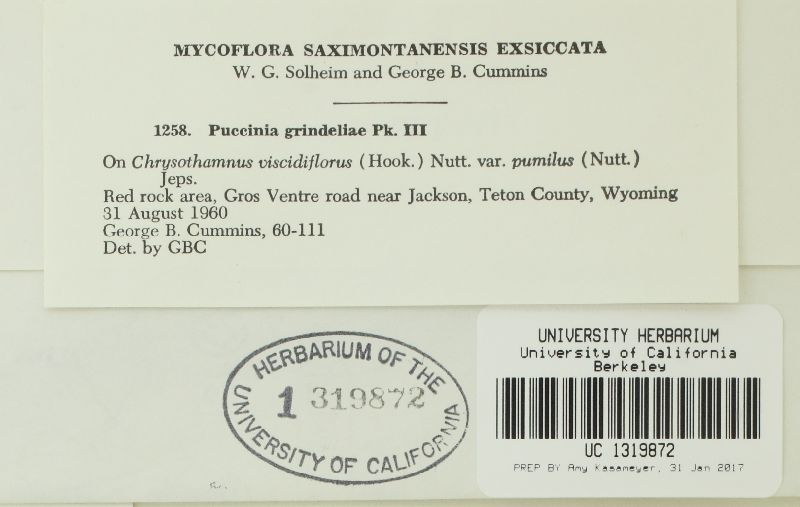 MYCOFLORA SAXIMONTANENSIS EXSICCATA
W. G. Solheim and George B. Cummins
1258. Puccinia grindeliae Pk. III
On Chrysothamnus viscidiflorus (Hook.) Nutt. var. pumilus (Nutt.)
Jeps.
Red rock area, Gros Ventre road near Jackson, Teton County, Wyoming
31 August 1960
George B. Cummins, 60-111
Det. by GBC
HERBARIUM OF THE
1 319872
UNIVERSITY OF CALIFORNIA
UNIVERSITY HERBARIUM
University of California
Berkeley
UC 1319872
PREP BY Amy Kasameyer, 31 Jan 2017